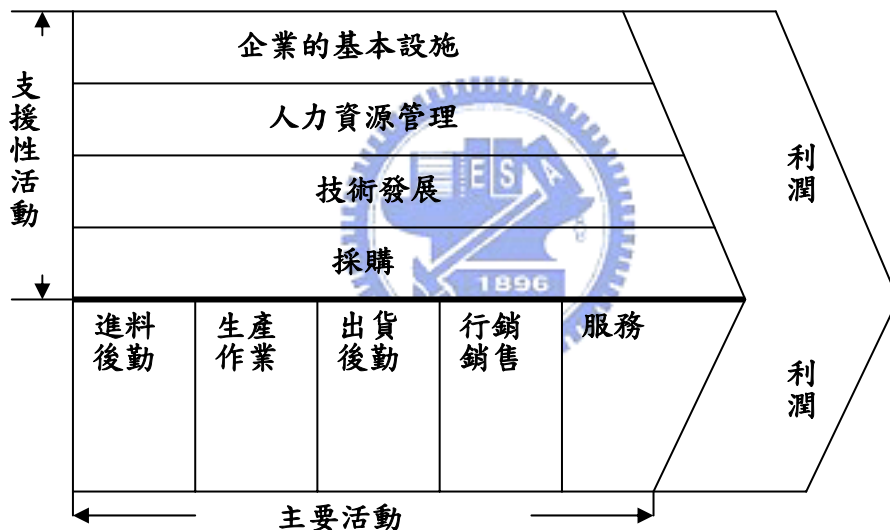 企業的基本設施
人力資源管理
技術發展
採購
支
援
性
活
動
利
潤
ESA
1896
進料
後勤
生產
作業
出貨
後勤
行銷
銷售
服務
利
潤
主要活動